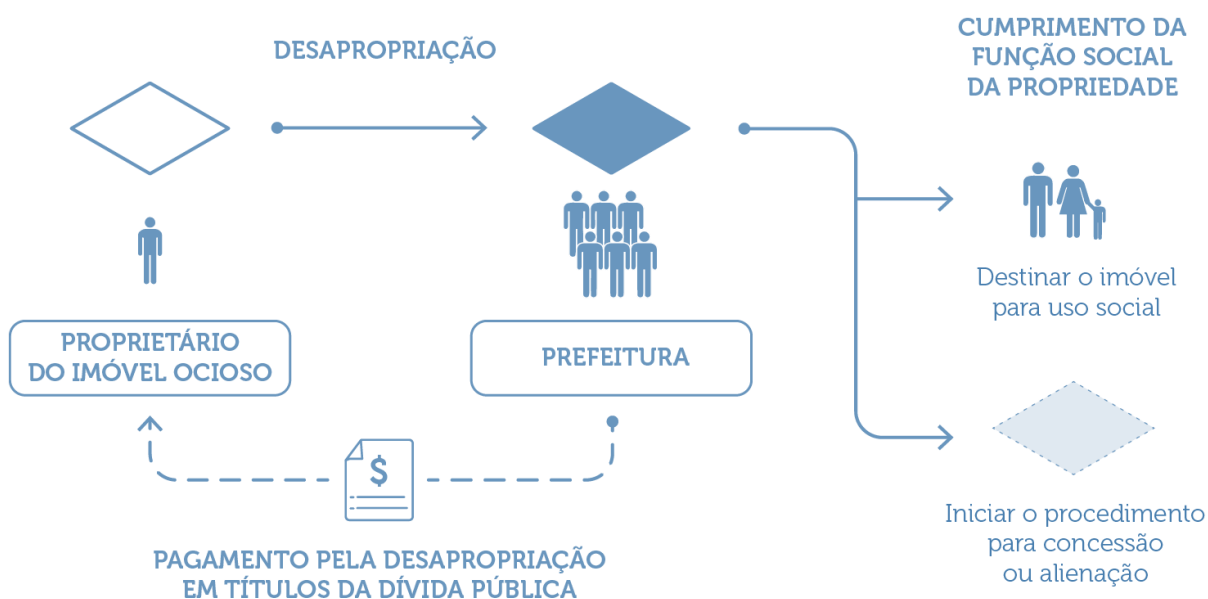 DESAPROPRIAÇÃO
CUMPRIMENTO DA
FUNÇÃO SOCIAL
DA PROPRIEDADE
Destinar o imóvel
para uso social
PROPRIETÁRIO
DO IMÓVEL OCIOSO
PREFEITURA
$
PAGAMENTO PELA DESAPROPRIAÇÃO
EM TÍTULOS DA DÍVIDA PÚBLICA
Iniciar o procedimento
para concessão
ou alienação